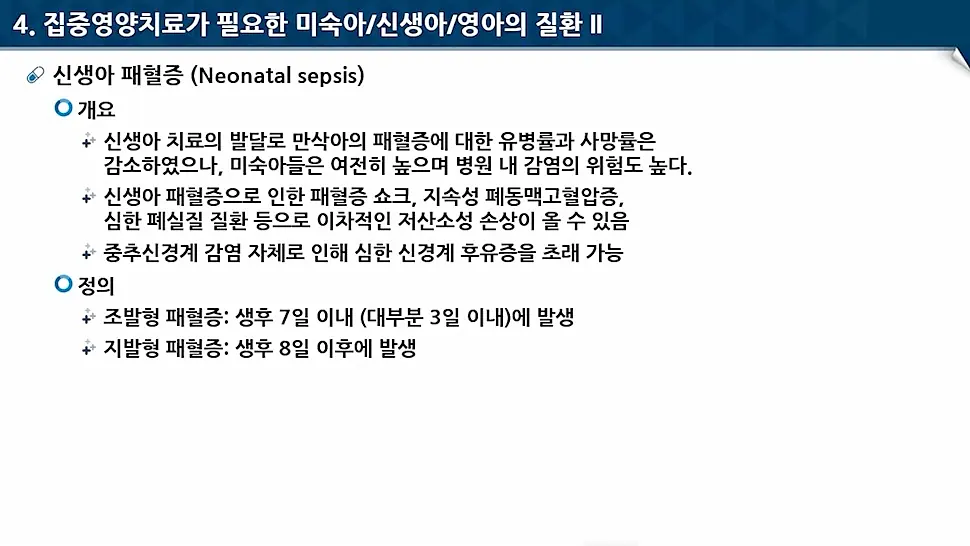 4. 집중영양치료가 필요한 미숙아/신생아/영아의 질환 II
신생아 패혈증 (Neonatal sepsis)
개요
신생아 치료의 발달로 만삭아의 패혈증에 대한 유병률과 사망률은
감소하였으나, 미숙아들은 여전히 높으며 병원 내 감염의 위험도 높다.
신생아 패혈증으로 인한 패혈증 쇼크, 지속성 폐동맥고혈압증,
심한 폐실질 질환 등으로 이차적인 저산소성 손상이 올 수 있음
중추신경계 감염 자체로 인해 심한 신경계 후유증을 초래 가능
정의
조발형 패혈증: 생후 7일 이내 (대부분 3일 이내)에 발생
지발형 패혈증: 생후 8일 이후에 발생